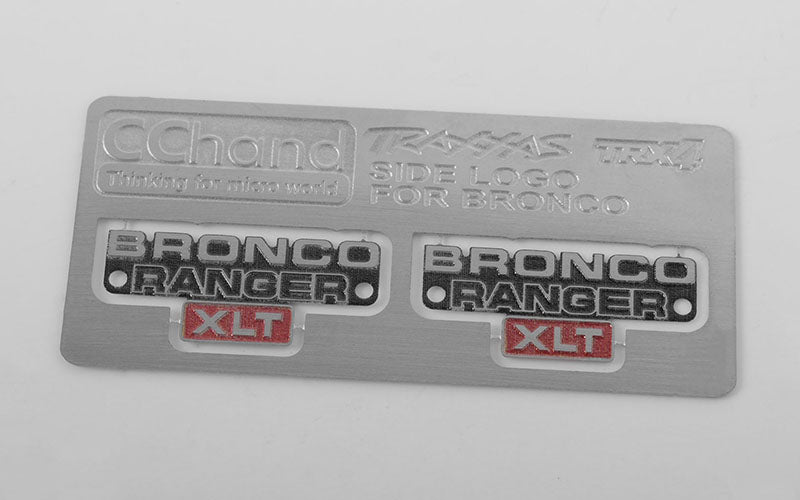 CChand
Thinking for micro world.
TRAXXAS TRX4
SIDE LOGO
FOR BRONCO
BRONCO
RANGER
XLT
BRONCO
RANGER
XLT